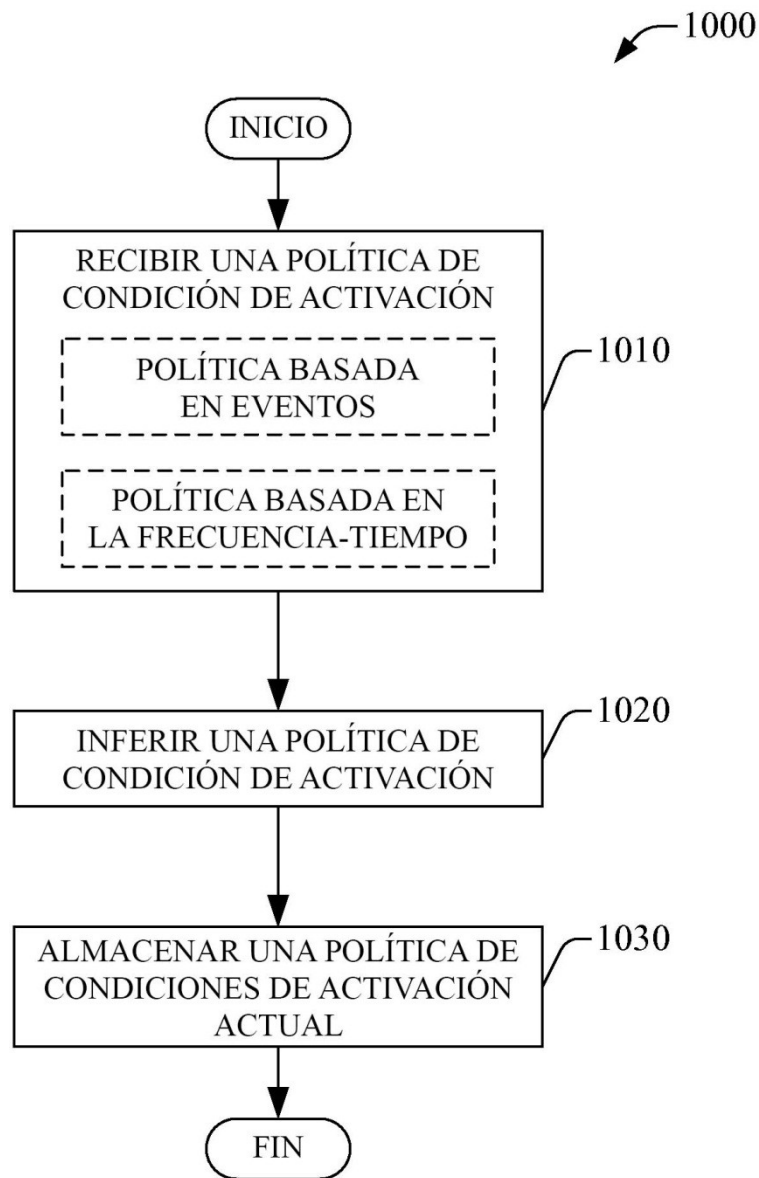 1000
INICIO
RECIBIR UNA POLÍTICA DE
CONDICIÓN DE ACTIVACIÓN
POLÍTICA BASADA
EN EVENTOS
1010
POLÍTICA BASADA EN
LA FRECUENCIA-TIEMPO
1020
INFERIR UNA POLÍTICA DE
CONDICIÓN DE ACTIVACIÓN
1030
ALMACENAR UNA POLÍTICA DE
CONDICIONES DE ACTIVACIÓN
ACTUAL
FIN